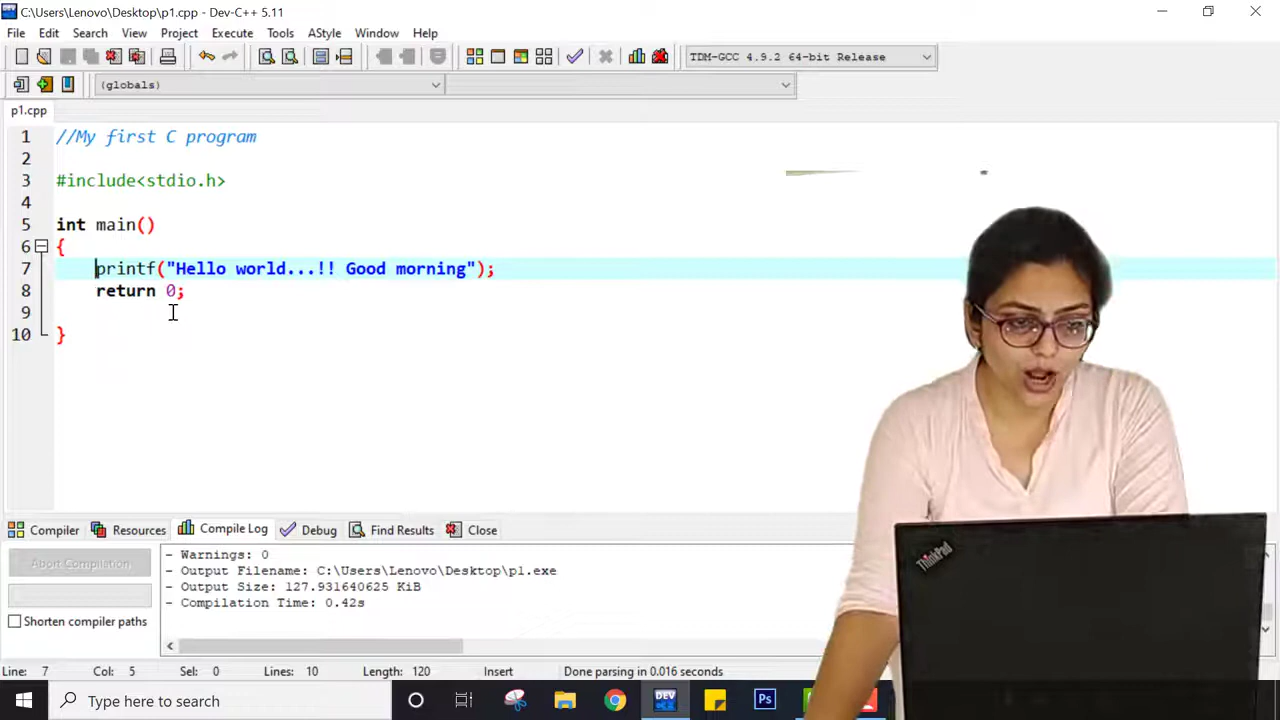 C:\Users\Lenovo\Desktop\p1.cpp - Dev-C++ 5.11
File Edit Search View Project Execute Tools AStyle Window Help
TDM-GCC 4.9.2 64-bit Release
(globals)
p1.cpp
1 //My first C program
2
3 #include<stdio.h>
4
5 int main()
6 {
7 printf("Hello world...!! Good morning");
8 return 0;
9
10 }
Compiler Resources Compile Log Debug Find Results Close
Abort Compilation
- Warnings: 0
- Output Filename: C:\Users\Lenovo\Desktop\p1.exe
- Output Size: 127.931640625 KiB
- Compilation Time: 0.42s
Shorten compiler paths
ThinkPad
Line: 7 Col: 5 Sel: 0 Lines: 10 Length: 120 Insert Done parsing in 0.016 seconds
Type here to search
DEV
Ps